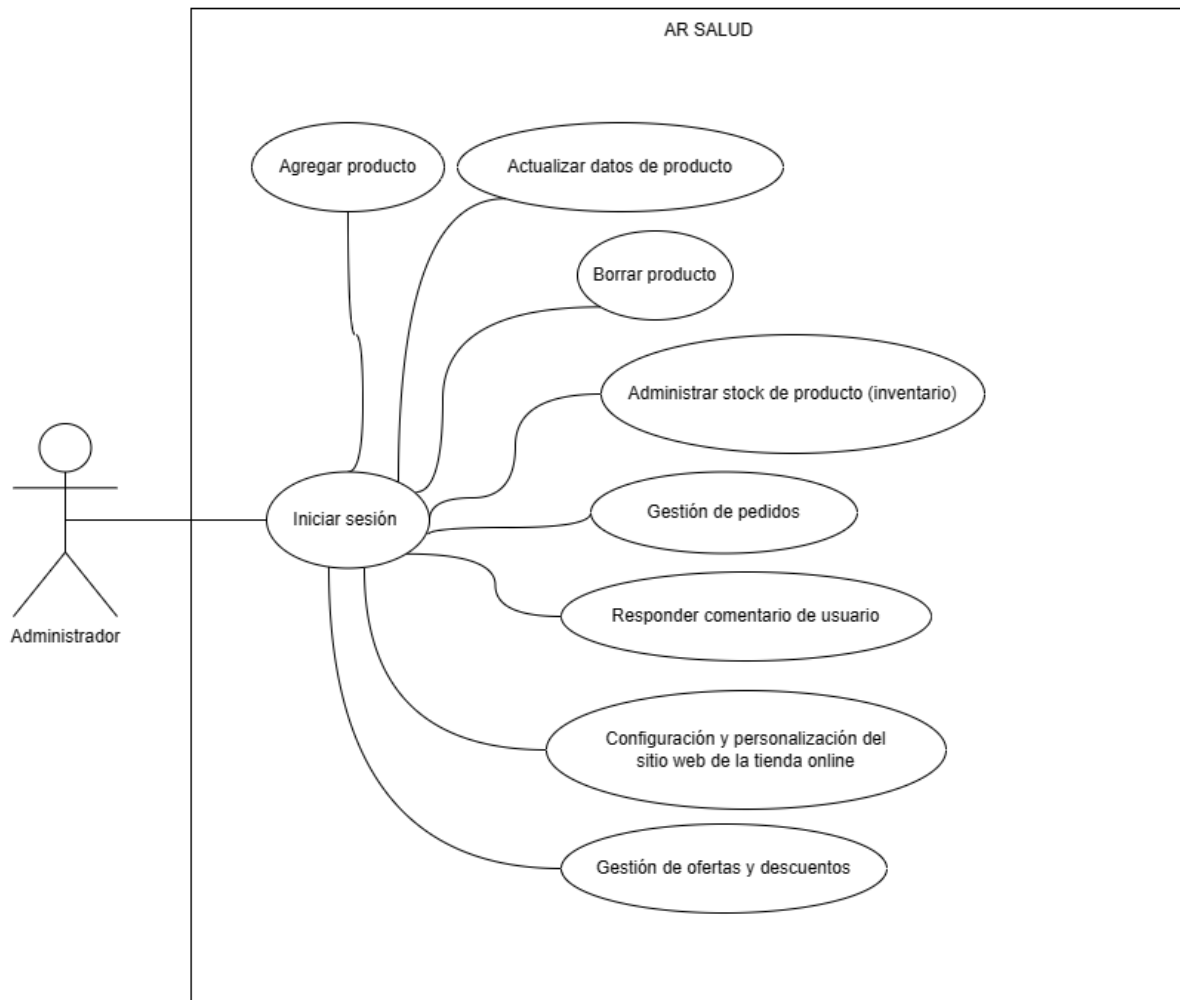 AR SALUD
Agregar producto
Actualizar datos de producto
Borrar producto
Administrar stock de producto (inventario)
Iniciar sesión
Gestión de pedidos
Responder comentario de usuario
Administrador
Configuración y personalización del
sitio web de la tienda online
Gestión de ofertas y descuentos